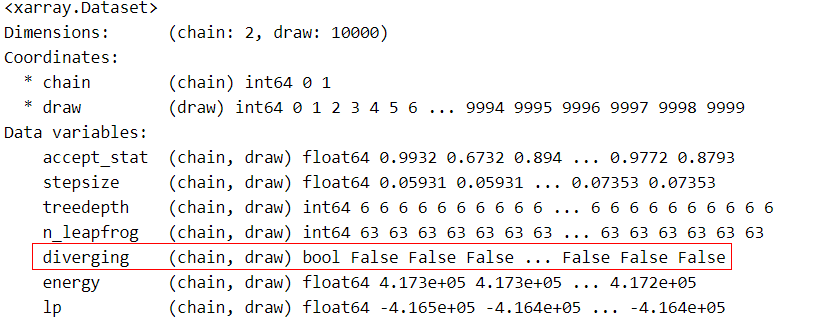 <xarray.Dataset>
Dimensions: (chain: 2, draw: 10000)
Coordinates:
* chain (chain) int64 0 1
* draw (draw) int64 0 1 2 3 4 5 6 ... 9994 9995 9996 9997 9998 9999
Data variables:
accept_stat (chain, draw) float64 0.9932 0.6732 0.894 ... 0.9772 0.8793
stepsize (chain, draw) float64 0.05931 0.05931 ... 0.07353 0.07353
treedepth (chain, draw) int64 6 6 6 6 6 6 6 6 6 6 ... 6 6 6 6 6 6 6 6 6 6
n_leapfrog (chain, draw) int64 63 63 63 63 63 63 63 ... 63 63 63 63 63 63
diverging (chain, draw) bool False False False ... False False False
energy (chain, draw) float64 4.173e+05 4.173e+05 ... 4.172e+05
lp (chain, draw) float64 -4.165e+05 -4.164e+05 ... -4.164e+05